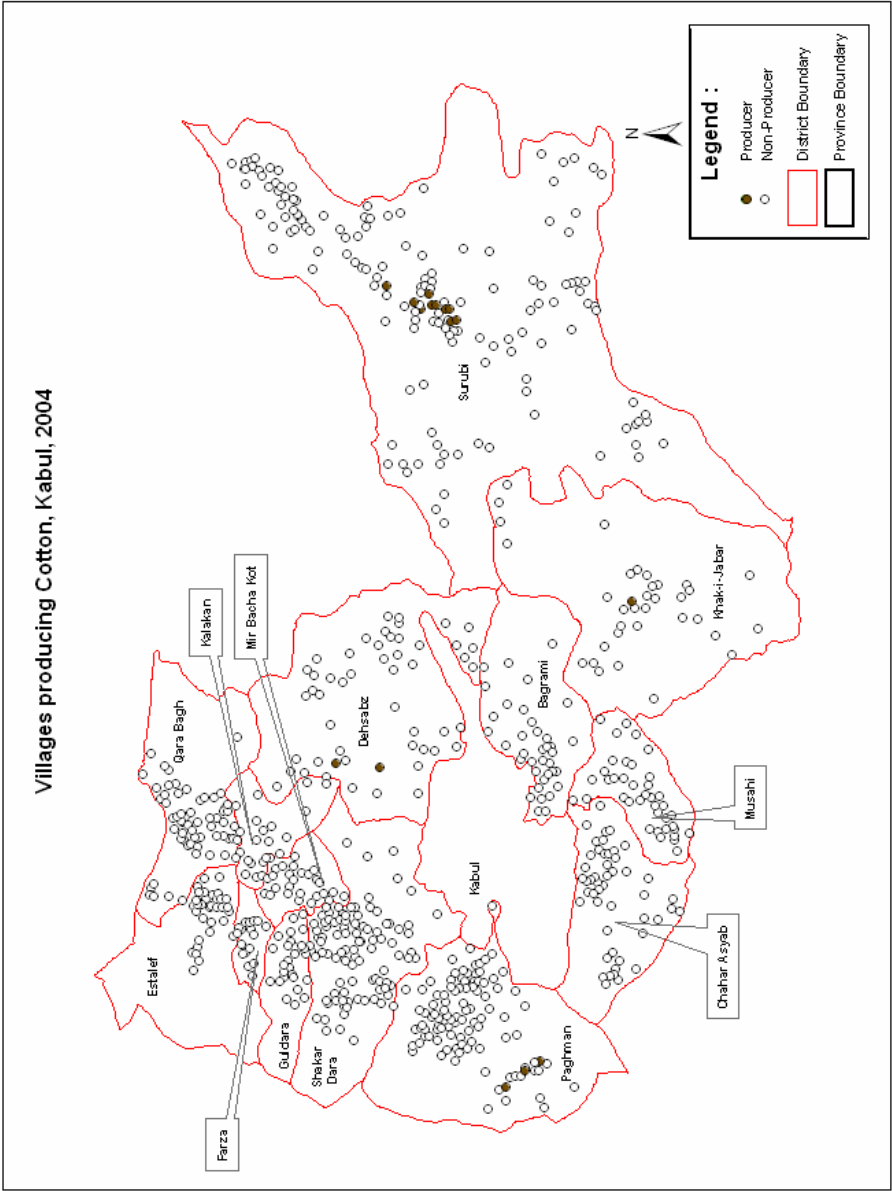 Villages producing Cotton, Kabul, 2004
Farza
Estalef
Guldara
Shakar
Dara
Qara Bagh
Kalakan
Mir Bacha Kot
Dehsabz
Paghman
Kabul
Bagrami
Chahar Asyab
Musahi
Khak-i-Jabar
Surubi
N
Legend :
Producer
Non-Producer
District Boundary
Province Boundary